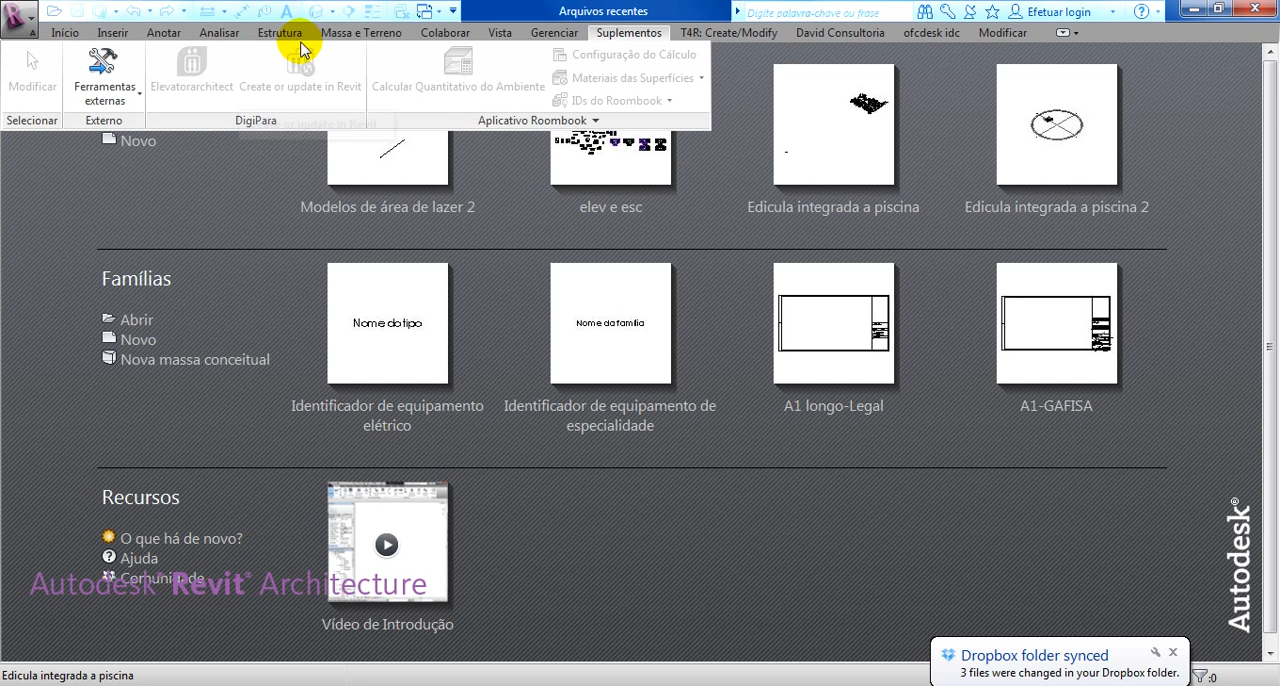 Arquivos recentes
Digite palavra-chave ou frase
Efetuar login
Início Inserir Anotar Analisar Estrutura Massa e Terreno Colaborar Vista Gerenciar Suplementos T4R: Create/Modify David Consultoria ofcdesk idc Modificar
Modificar
Ferramentas
externas
Elevatorarchitect
Create or update in Revit
Calcular Quantitativo do Ambiente
Configuração do Cálculo
Materiais das Superfícies
IDs do Roombook
Selecionar Externo DigiPara Aplicativo Roombook
Novo
Modelos de área de lazer 2
elev e esc
Edicula integrada a piscina
Edicula integrada a piscina 2
Famílias
Abrir
Novo
Nova massa conceitual
Nome do tipo
Nome da família
Identificador de equipamento
elétrico
Identificador de equipamento de
especialidade
A1 longo-Legal
A1-GAFISA
Recursos
O que há de novo?
Ajuda
Comunidade
Autodesk® Revit® Architecture
Vídeo de Introdução
Autodesk®
Dropbox folder synced
3 files were changed in your Dropbox folder.
Edicula integrada a piscina
:0